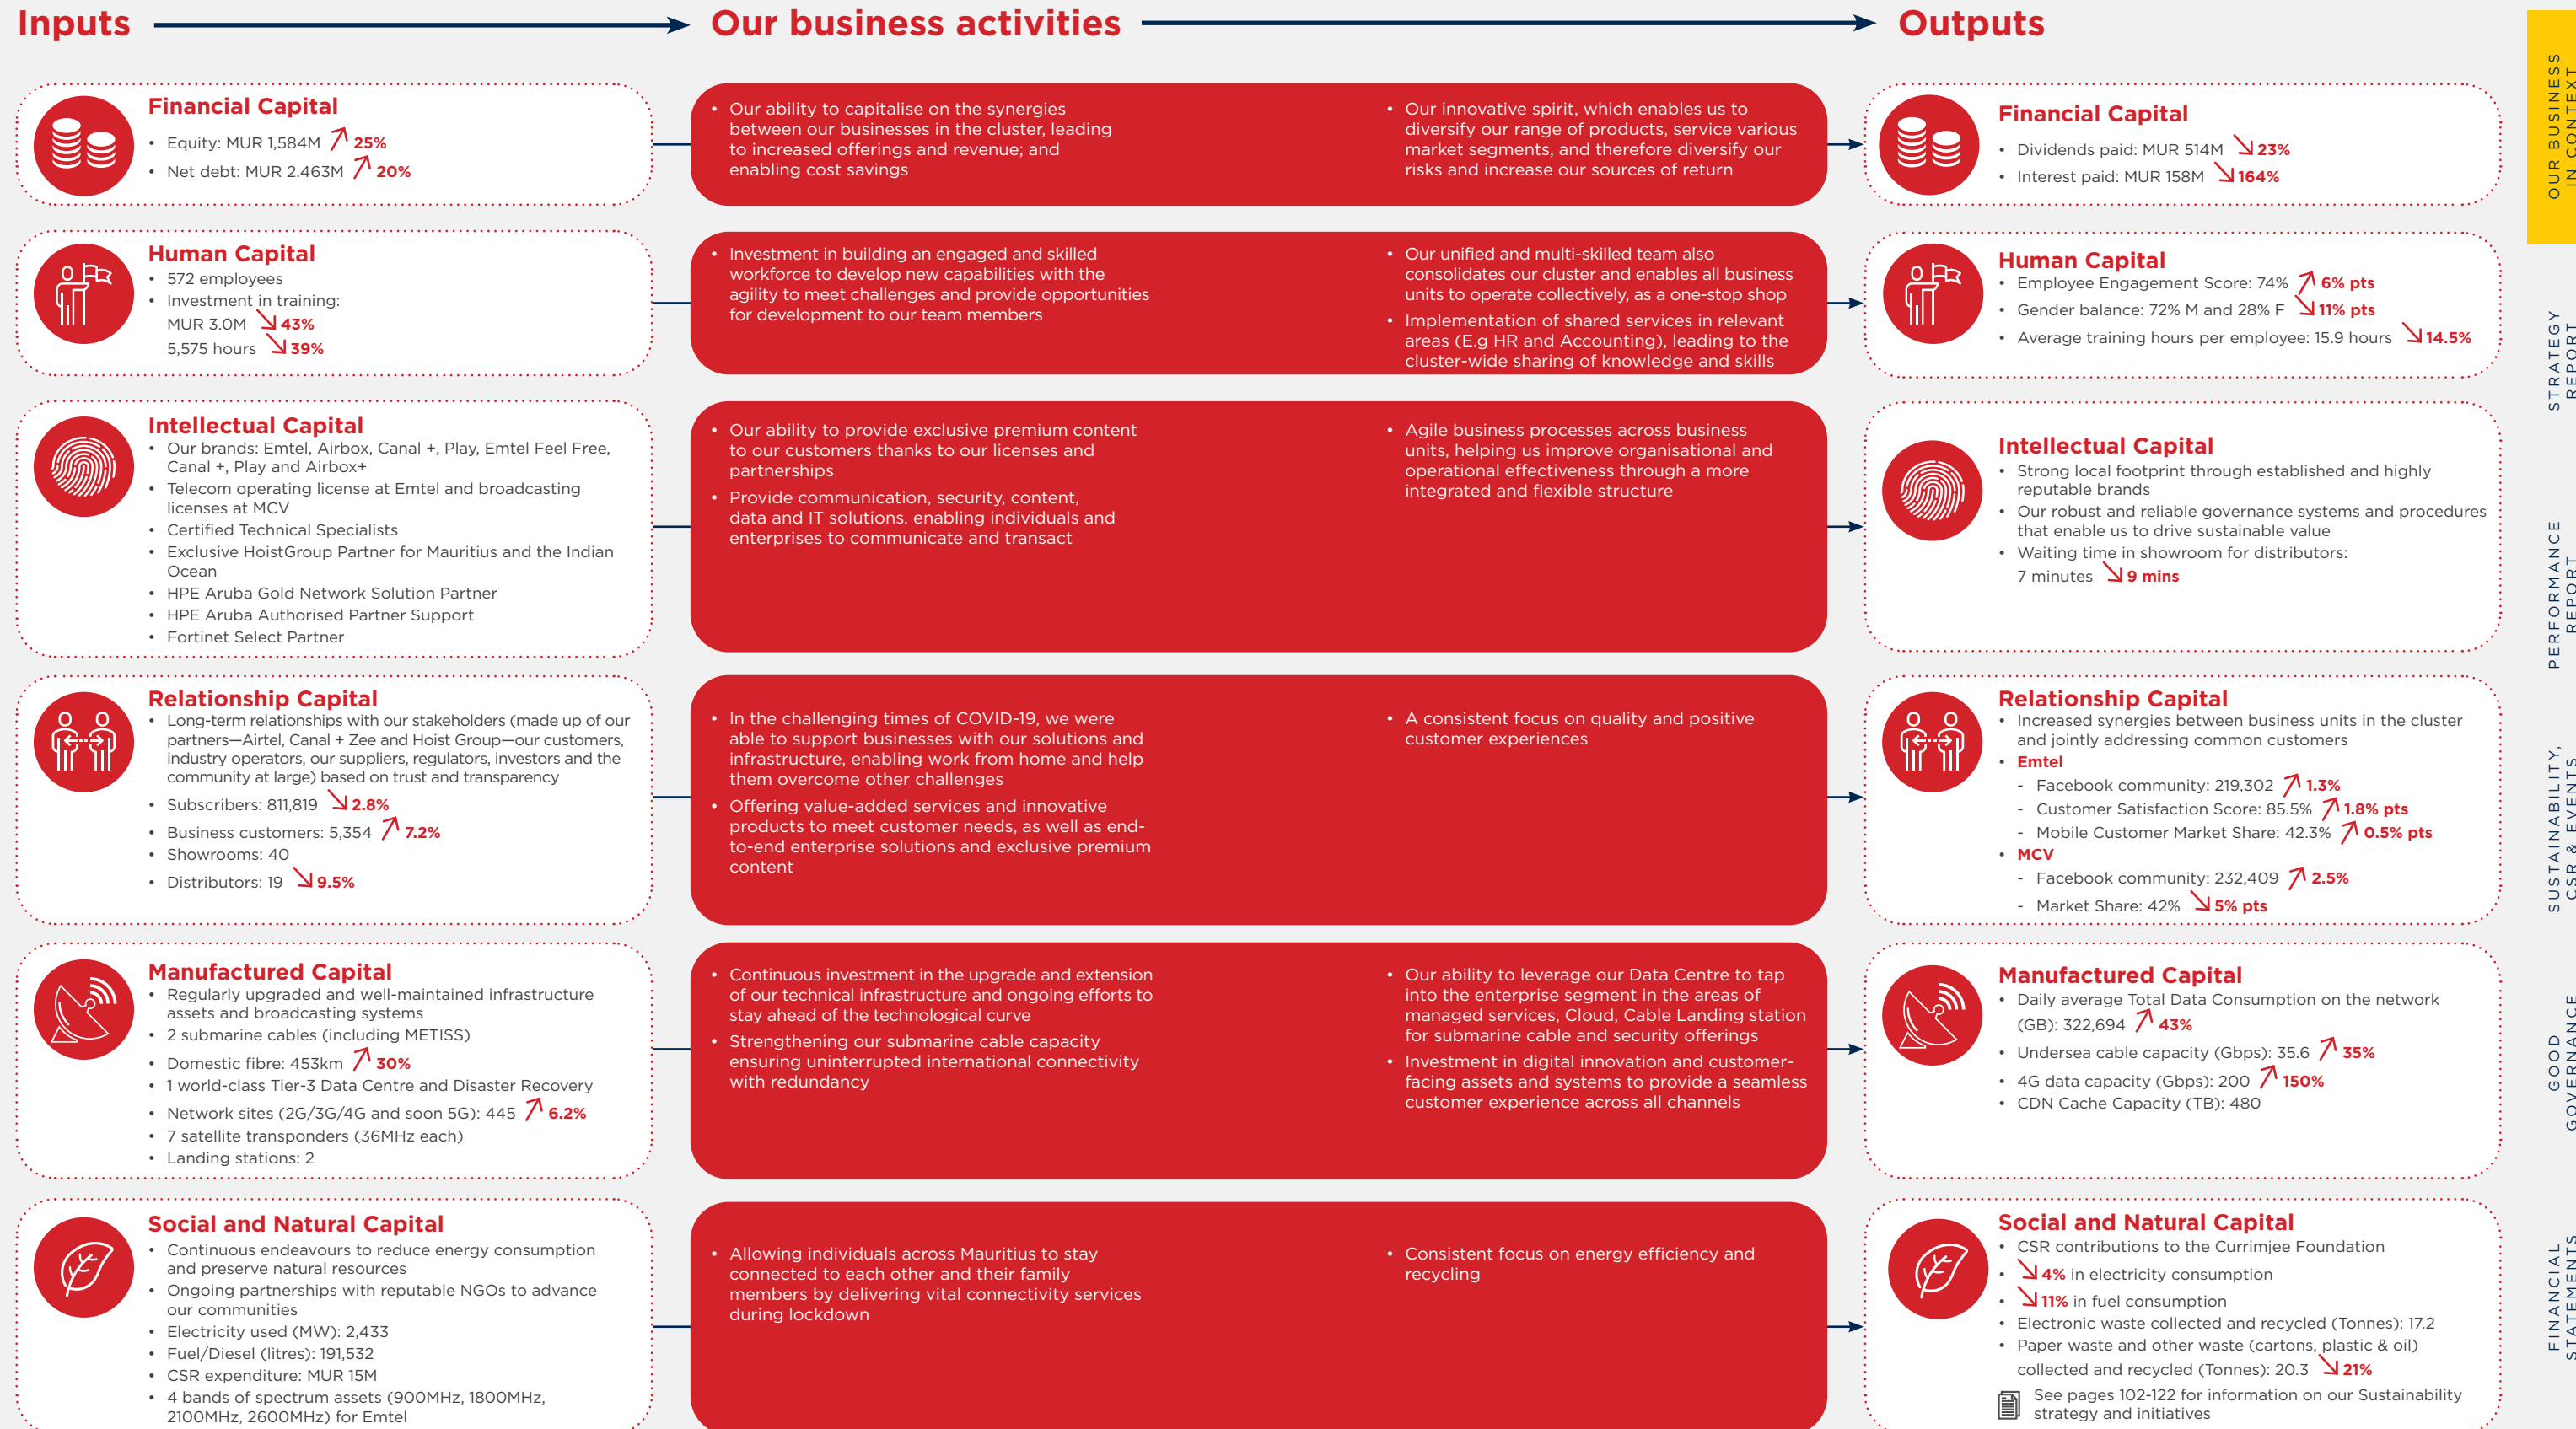 Inputs
Our business activities
Outputs
Financial Capital
• Equity: MUR 1,584M 25%
• Net debt: MUR 2.463M 20%
• Our ability to capitalise on the synergies
between our businesses in the cluster, leading
to increased offerings and revenue; and
enabling cost savings
• Our innovative spirit, which enables us to
diversify our range of products, service various
market segments, and therefore diversify our
risks and increase our sources of return
Financial Capital
• Dividends paid: MUR 514M 23%
• Interest paid: MUR 158M 164%
Human Capital
• 572 employees
• Investment in training:
MUR 3.0M 43%
5,575 hours 39%
• Investment in building an engaged and skilled
workforce to develop new capabilities with the
agility to meet challenges and provide opportunities
for development to our team members
• Our unified and multi-skilled team also
consolidates our cluster and enables all business
units to operate collectively, as a one-stop shop
• Implementation of shared services in relevant
areas (E.g HR and Accounting), leading to the
cluster-wide sharing of knowledge and skills
Human Capital
• Employee Engagement Score: 74% 6% pts
• Gender balance: 72% M and 28% F 11% pts
• Average training hours per employee: 15.9 hours 14.5%
Intellectual Capital
• Our brands: Emtel, Airbox, Canal +, Play, Emtel Feel Free,
Canal +, Play and Airbox+
• Telecom operating license at Emtel and broadcasting
licenses at MCV
• Certified Technical Specialists
• Exclusive HoistGroup Partner for Mauritius and the Indian
Ocean
• HPE Aruba Gold Network Solution Partner
• HPE Aruba Authorised Partner Support
• Fortinet Select Partner
• Our ability to provide exclusive premium content
to our customers thanks to our licenses and
partnerships
• Provide communication, security, content,
data and IT solutions. enabling individuals and
enterprises to communicate and transact
• Agile business processes across business
units, helping us improve organisational and
operational effectiveness through a more
integrated and flexible structure
Intellectual Capital
• Strong local footprint through established and highly
reputable brands
• Our robust and reliable governance systems and procedures
that enable us to drive sustainable value
• Waiting time in showroom for distributors:
7 minutes 9 mins
Relationship Capital
• Long-term relationships with our stakeholders (made up of our
partners—Airtel, Canal + Zee and Hoist Group—our customers,
industry operators, our suppliers, regulators, investors and the
community at large) based on trust and transparency
• Subscribers: 811,819 2.8%
• Business customers: 5,354 7.2%
• Showrooms: 40
• Distributors: 19 9.5%
• In the challenging times of COVID-19, we were
able to support businesses with our solutions and
infrastructure, enabling work from home and help
them overcome other challenges
• Offering value-added services and innovative
products to meet customer needs, as well as end-
to-end enterprise solutions and exclusive premium
content
• A consistent focus on quality and positive
customer experiences
Relationship Capital
• Increased synergies between business units in the cluster
and jointly addressing common customers
• Emtel
- Facebook community: 219,302 1.3%
- Customer Satisfaction Score: 85.5% 1.8% pts
- Mobile Customer Market Share: 42.3% 0.5% pts
• MCV
- Facebook community: 232,409 2.5%
- Market Share: 42% 5% pts
Manufactured Capital
• Regularly upgraded and well-maintained infrastructure
assets and broadcasting systems
• 2 submarine cables (including METISS)
• Domestic fibre: 453km 30%
• 1 world-class Tier-3 Data Centre and Disaster Recovery
• Network sites (2G/3G/4G and soon 5G): 445 6.2%
• 7 satellite transponders (36MHz each)
• Landing stations: 2
• Continuous investment in the upgrade and extension
of our technical infrastructure and ongoing efforts to
stay ahead of the technological curve
• Strengthening our submarine cable capacity
ensuring uninterrupted international connectivity
with redundancy
• Our ability to leverage our Data Centre to tap
into the enterprise segment in the areas of
managed services, Cloud, Cable Landing station
for submarine cable and security offerings
• Investment in digital innovation and customer-
facing assets and systems to provide a seamless
customer experience across all channels
Manufactured Capital
• Daily average Total Data Consumption on the network
(GB): 322,694 43%
• Undersea cable capacity (Gbps): 35.6 35%
• 4G data capacity (Gbps): 200 150%
• CDN Cache Capacity (TB): 480
Social and Natural Capital
• Continuous endeavours to reduce energy consumption
and preserve natural resources
• Ongoing partnerships with reputable NGOs to advance
our communities
• Electricity used (MW): 2,433
• Fuel/Diesel (litres): 191,532
• CSR expenditure: MUR 15M
• 4 bands of spectrum assets (900MHz, 1800MHz,
2100MHz, 2600MHz) for Emtel
• Allowing individuals across Mauritius to stay
connected to each other and their family
members by delivering vital connectivity services
during lockdown
• Consistent focus on energy efficiency and
recycling
Social and Natural Capital
• CSR contributions to the Currimjee Foundation
• 4% in electricity consumption
• 11% in fuel consumption
• Electronic waste collected and recycled (Tonnes): 17.2
• Paper waste and other waste (cartons, plastic & oil)
collected and recycled (Tonnes): 20.3 21%
See pages 102-122 for information on our Sustainability
strategy and initiatives
OUR BUSINESS
IN CONTEXT
STRATEGY
REPORT
PERFORMANCE
REPORT
SUSTAINABILITY,
CSR & EVENTS
GOOD
GOVERNANCE
FINANCIAL
STATEMENTS